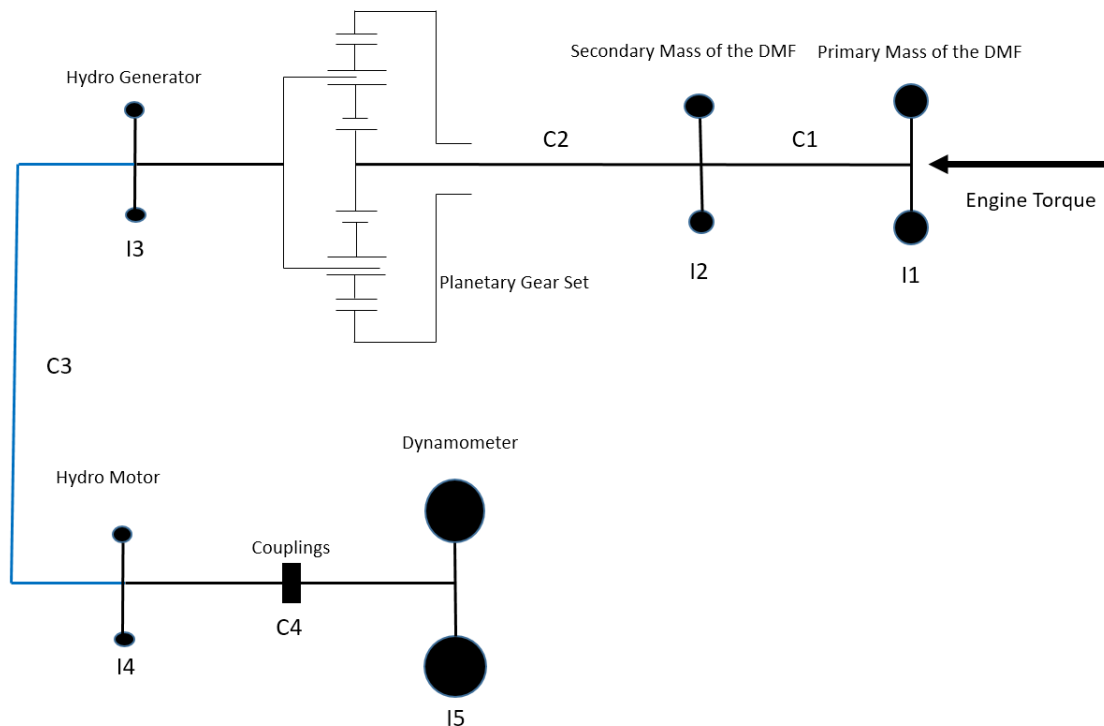 Secondary Mass of the DMF
Primary Mass of the DMF
Hydro Generator
C2
C1
Engine Torque
I3
I2
I1
Planetary Gear Set
C3
Dynamometer
Hydro Motor
Couplings
C4
I4
I5